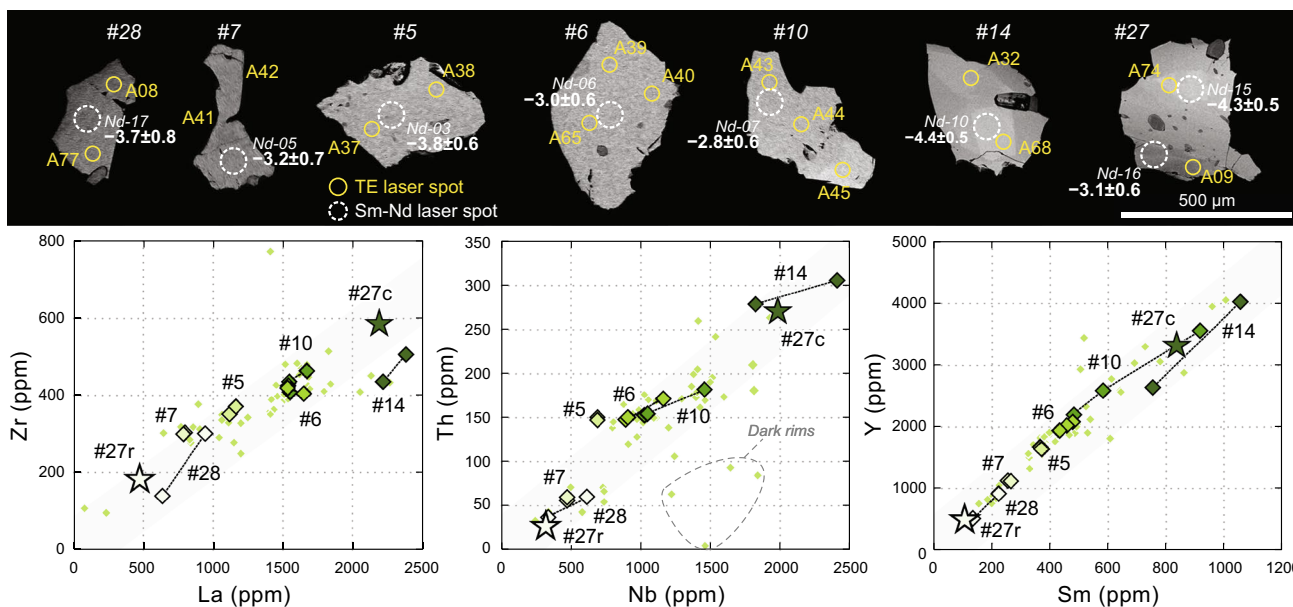 #28
#7
#5
#6
#10
#14
#27
A08
Nd-17
−3.7±0.8
A77
A42
A41
Nd-05
−3.2±0.7
A38
Nd-03
−3.8±0.6
A37
A39
Nd-06
−3.0±0.6
A40
A65
A43
Nd-07
−2.8±0.6
A44
A45
A32
Nd-10
−4.4±0.5
A68
A74
Nd-15
−4.3±0.5
Nd-16
−3.1±0.6
A09
TE laser spot
Sm-Nd laser spot
500 µm
Zr (ppm)
800
600
400
200
0
#27c
#10
#5
#6
#14
#7
#27r
#28
0
500
1000
1500
2000
2500
La (ppm)
Th (ppm)
350
300
250
200
150
100
50
0
#14
#27c
#6
#5
#10
Dark rims
#7
#28
#27r
0
500
1000
1500
2000
2500
Nb (ppm)
Y (ppm)
5000
4000
3000
2000
1000
0
#27c
#14
#10
#6
#5
#7
#28
#27r
0
200
400
600
800
1000
Sm (ppm)